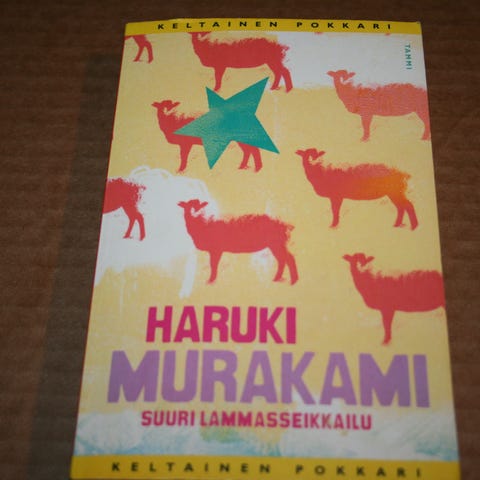 KELTAINEN POKKARI
TAMMI
HARUKI
MURAKAMI
SUURI LAMMASSEIKKAILU
KELTAINEN POKKARI